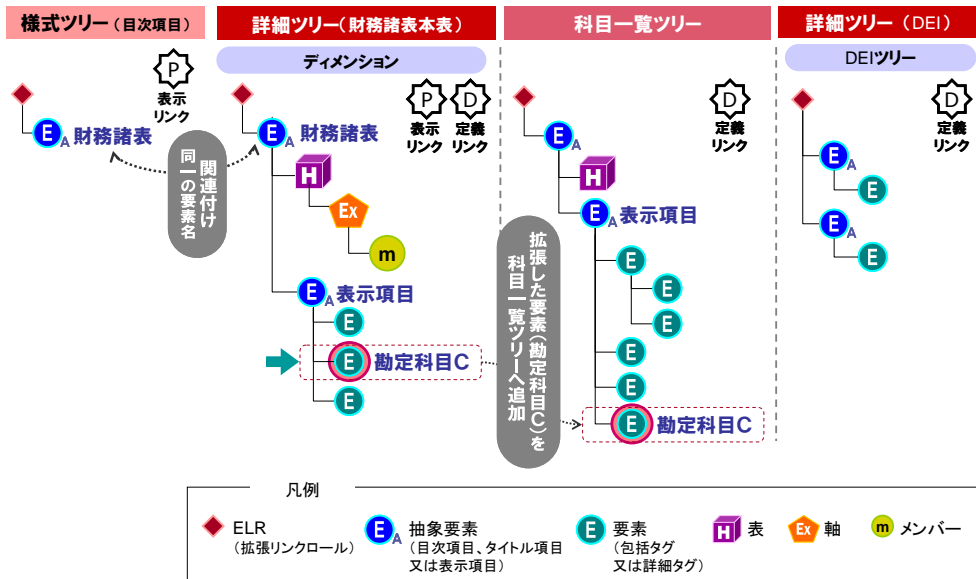 様式ツリー（目次項目）
P
表示
リンク
E
A
財務諸表
関連付け
同一の要素名
詳細ツリー（財務諸表本表）
ディメンション
P
表示
リンク
D
定義
リンク
E
A
財務諸表
H
Ex
m
E
A
表示項目
E
E
勘定科目C
E
科目一覧ツリー
D
定義
リンク
E
A
H
E
A
表示項目
E
E
E
E
E
E
勘定科目C
拡張した要素(勘定科目C)を
科目一覧ツリーへ追加
詳細ツリー（DEI）
DEIツリー
D
定義
リンク
E
A
E
E
A
E
凡例
ELR
（拡張リンクロール）
E
A
抽象要素
（目次項目、タイトル項目
又は表示項目）
E
要素
（包括タグ
又は詳細タグ）
H
表
Ex
軸
m
メンバー